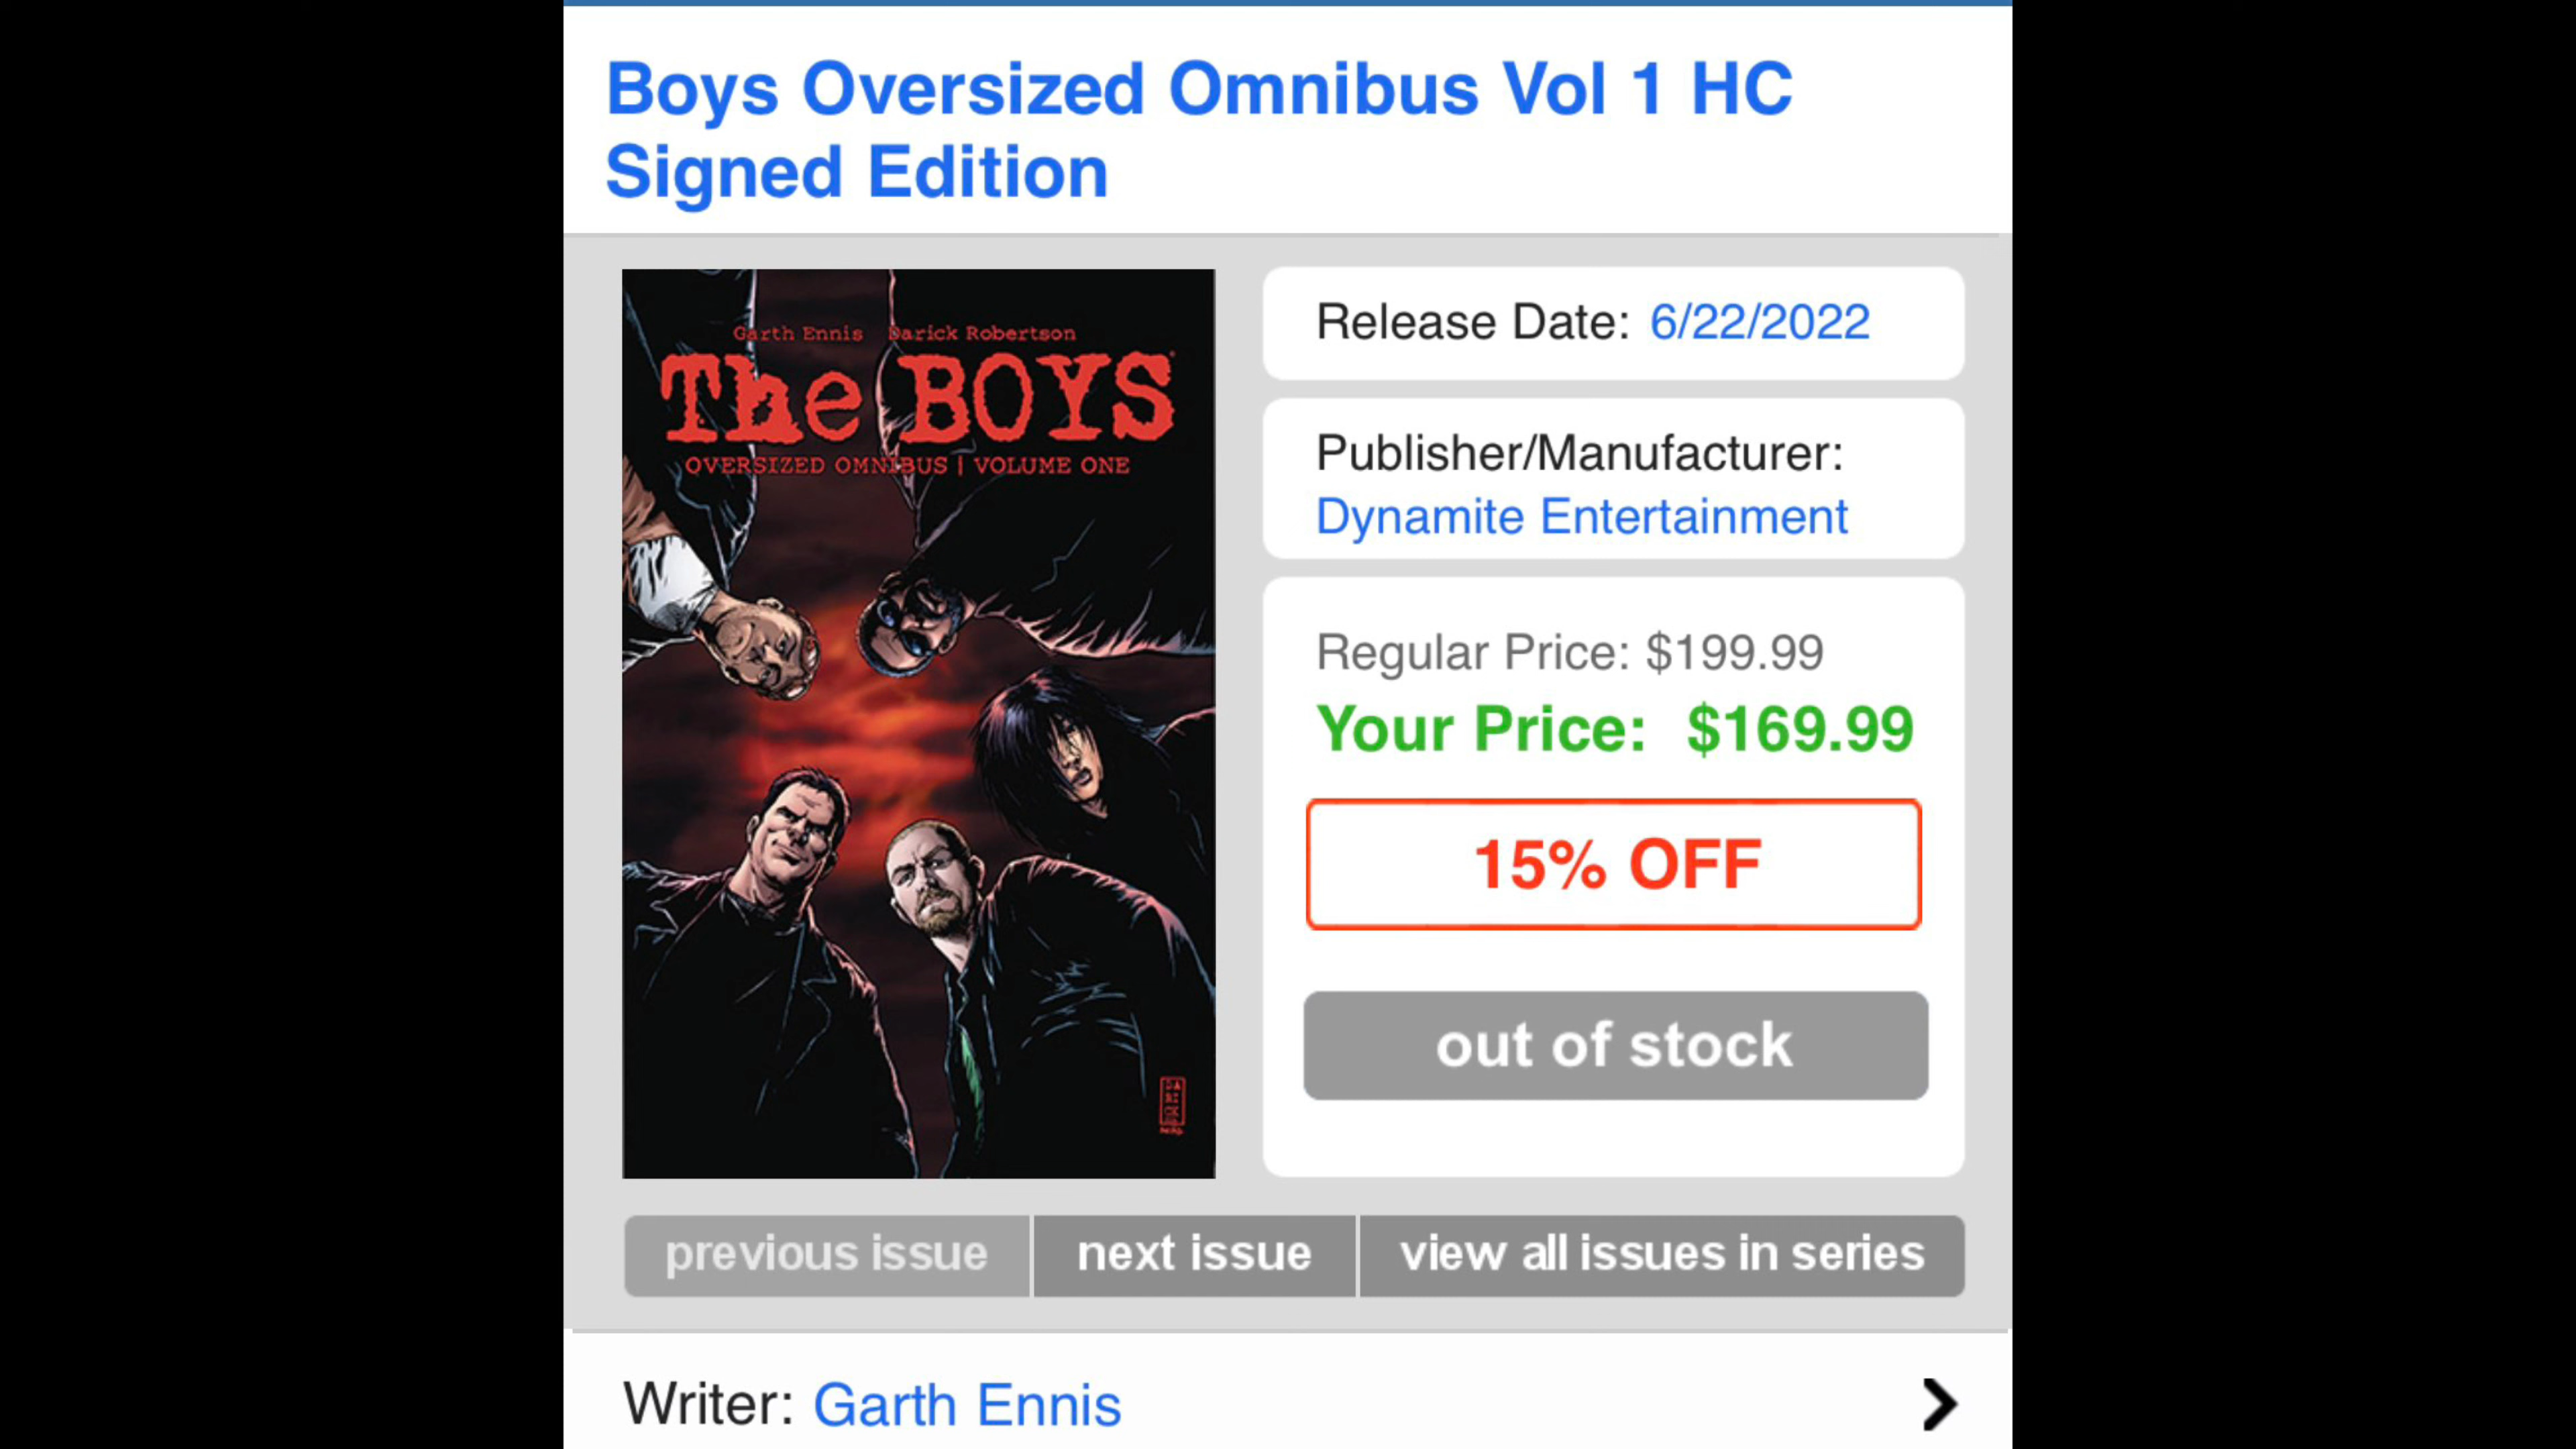 Boys Oversized Omnibus Vol 1 HC
Signed Edition
Garth Ennis Darick Robertson
The BOYS
OVERSIZED OMNIBUS | VOLUME ONE
Release Date: 6/22/2022
Publisher/Manufacturer:
Dynamite Entertainment
Regular Price: $199.99
Your Price: $169.99
15% OFF
out of stock
previous issue
next issue
view all issues in series
Writer: Garth Ennis